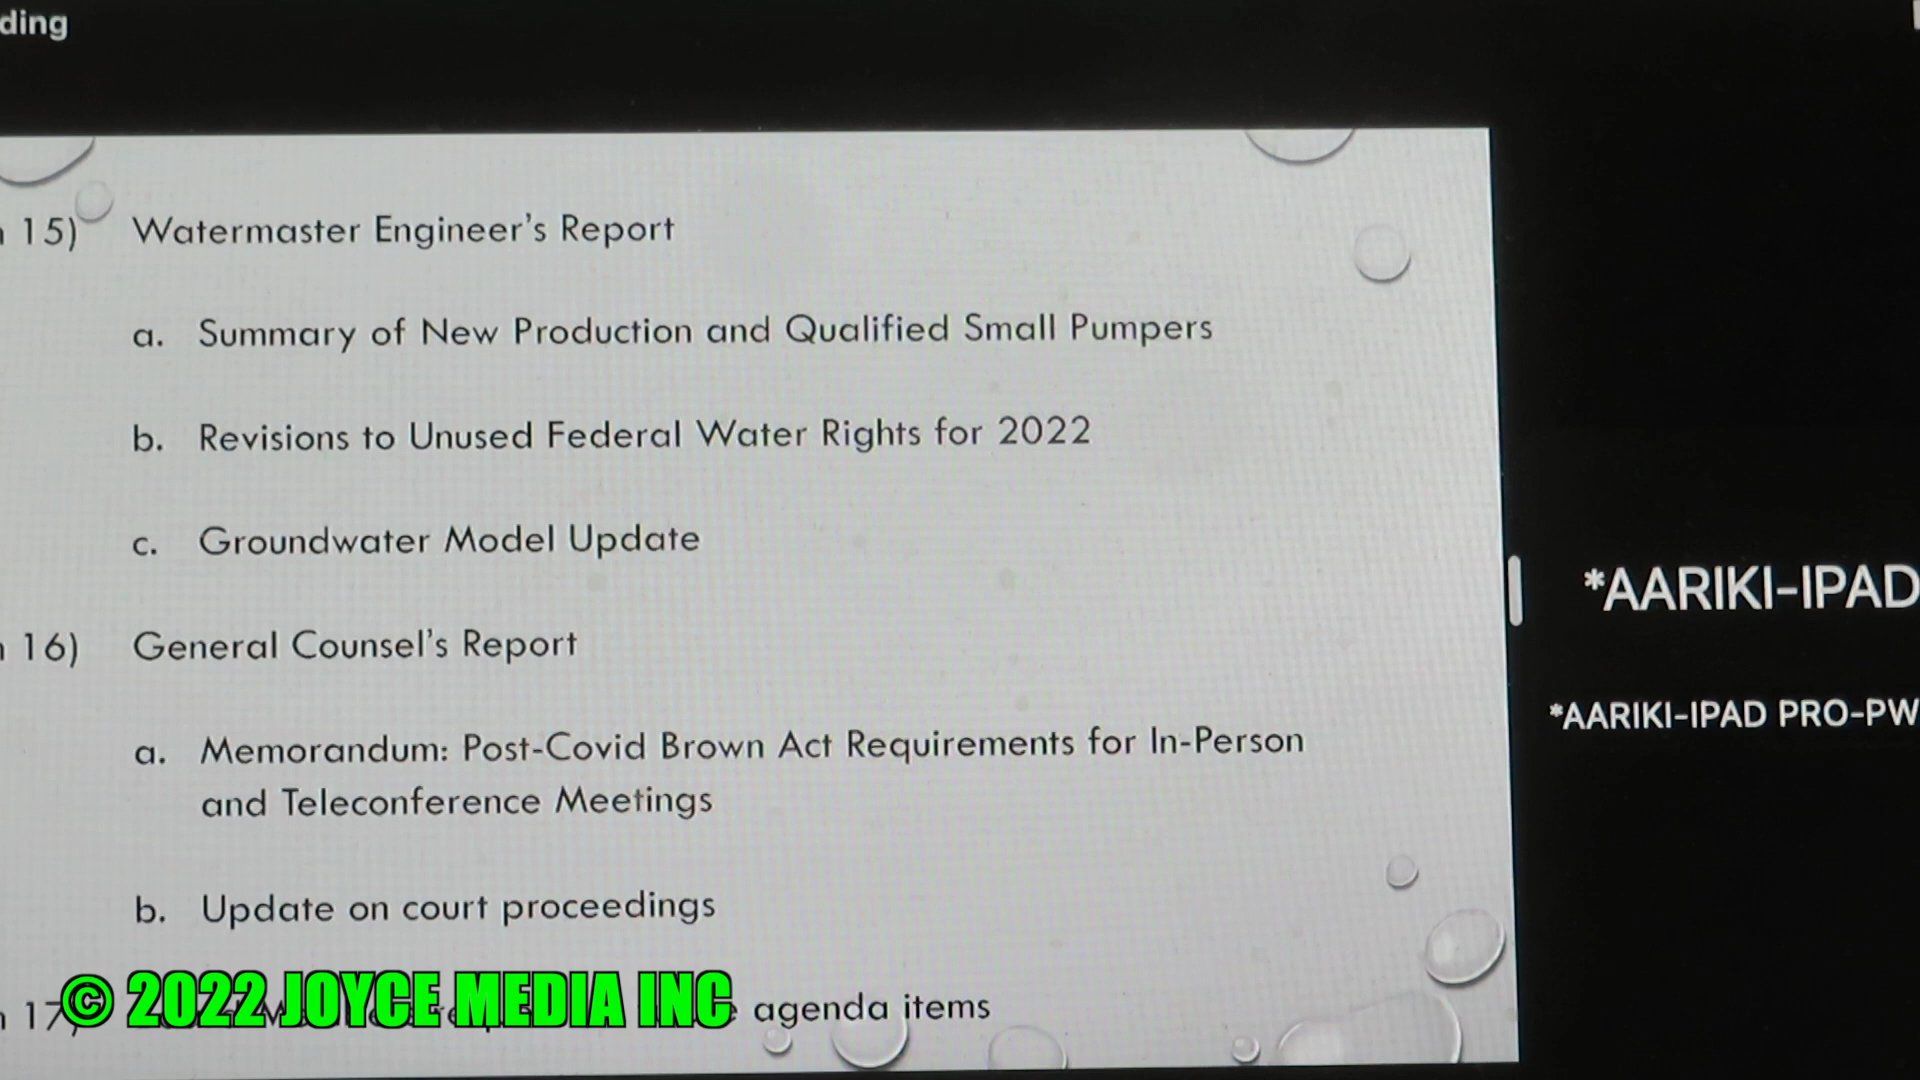 ding
15) Watermaster Engineer's Report
a. Summary of New Production and Qualified Small Pumpers
b. Revisions to Unused Federal Water Rights for 2022
c. Groundwater Model Update
*AARIKI-IPAD
16) General Counsel's Report
*AARIKI-IPAD PRO-PW
a. Memorandum: Post-Covid Brown Act Requirements for In-Person
and Teleconference Meetings
b. Update on court proceedings
17) agenda items
© 2022 JOYCE MEDIA INC